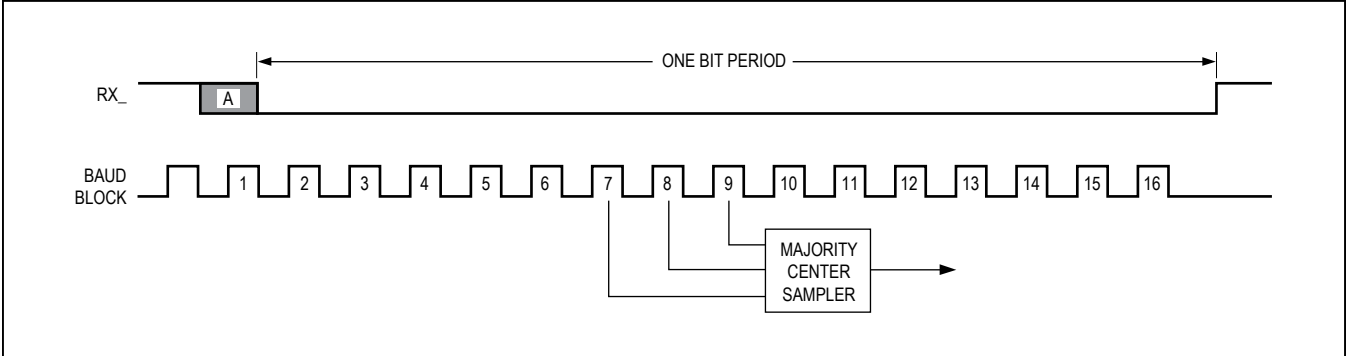 ONE BIT PERIOD
RX_
A
BAUD
BLOCK
1 2 3 4 5 6 7 8 9 10 11 12 13 14 15 16
MAJORITY
CENTER
SAMPLER